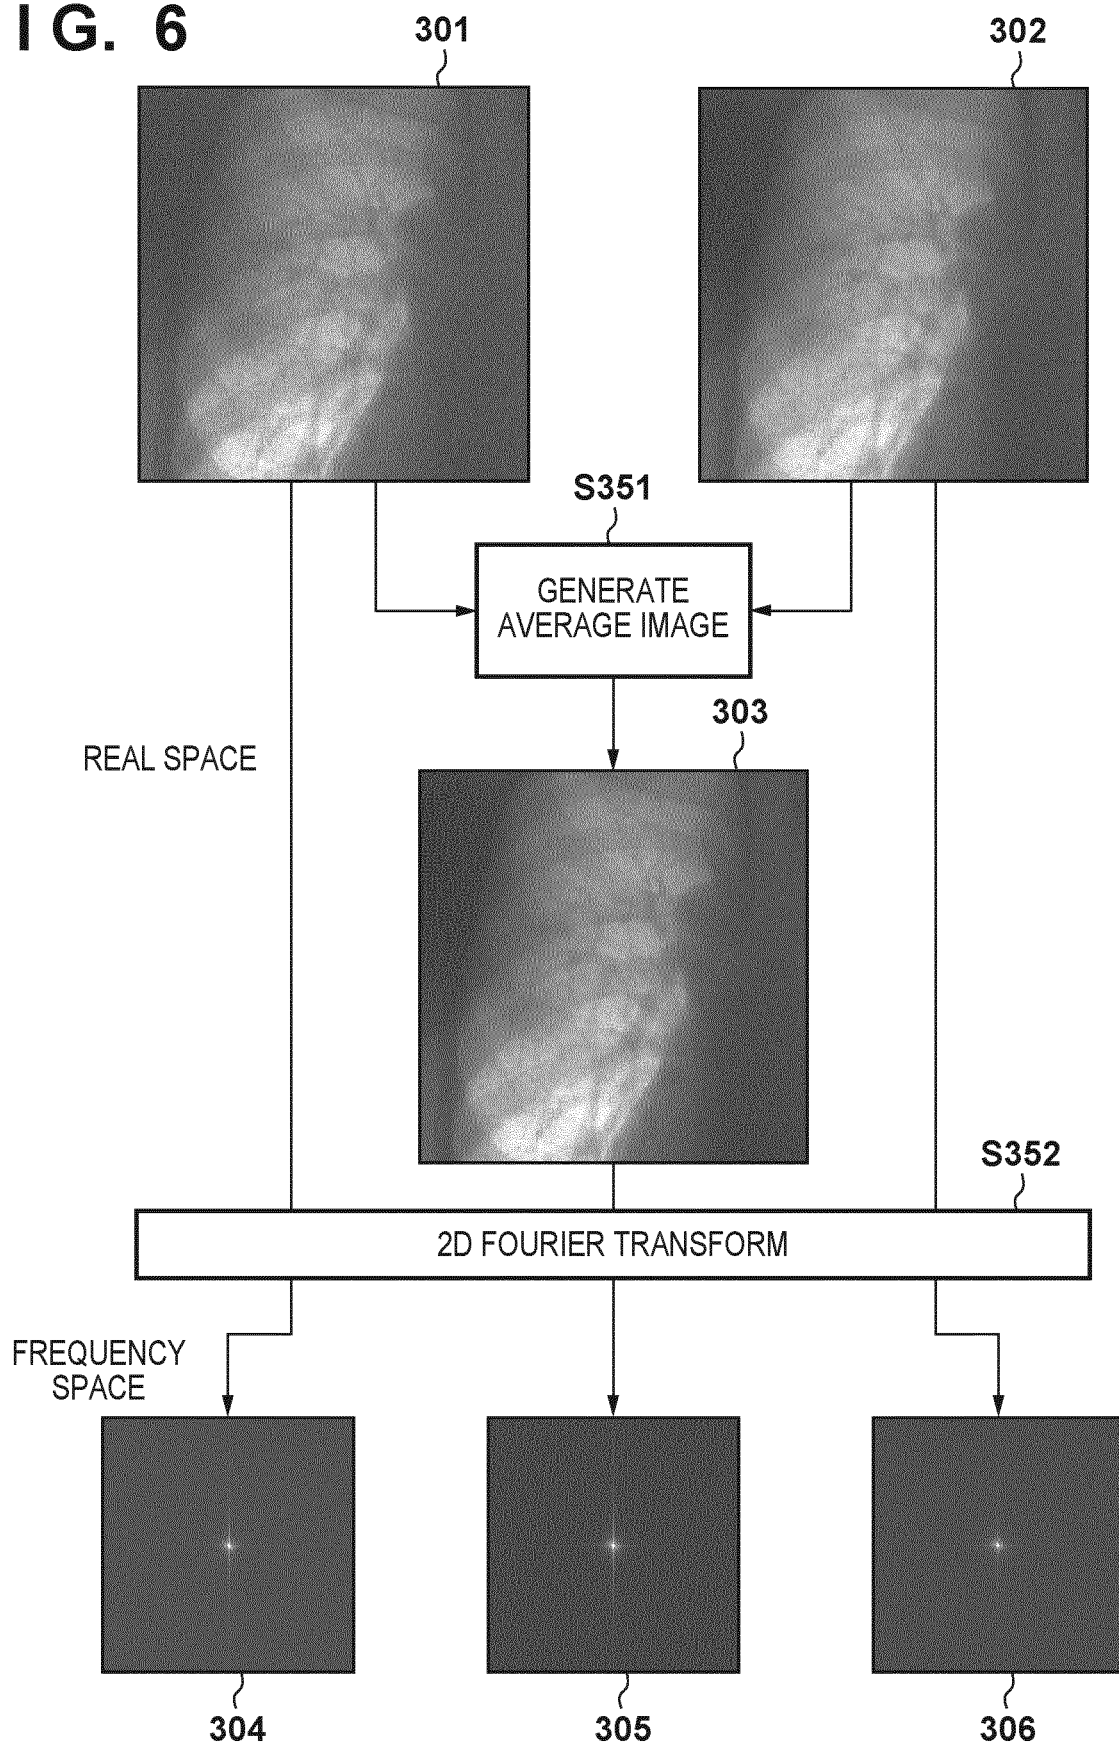 IG. 6
301
302
S351
GENERATE
AVERAGE IMAGE
303
REAL SPACE
S352
2D FOURIER TRANSFORM
FREQUENCY
SPACE
304
305
306